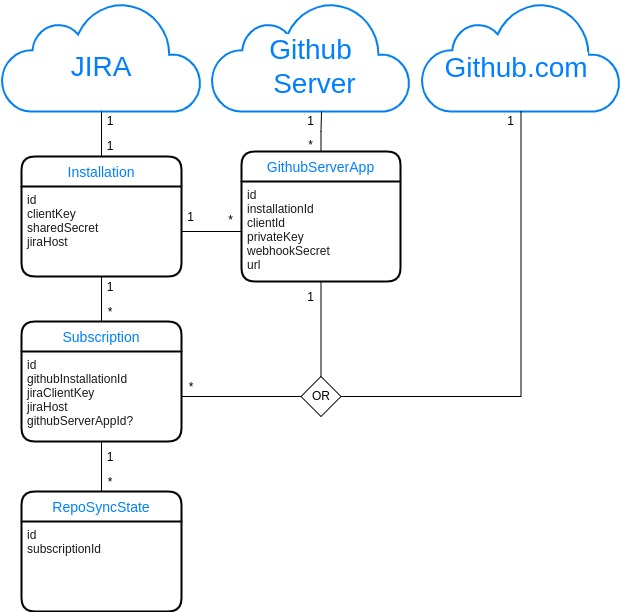 JIRA
Github
Server
Github.com
1
1
1
*
1
Installation
id
clientKey
sharedSecret
jiraHost
1
*
GithubServerApp
id
installationId
clientId
privateKey
webhookSecret
url
1
*
1
Subscription
id
githubInstallationId
jiraClientKey
jiraHost
githubServerAppId?
*
OR
1
*
RepoSyncState
id
subscriptionId